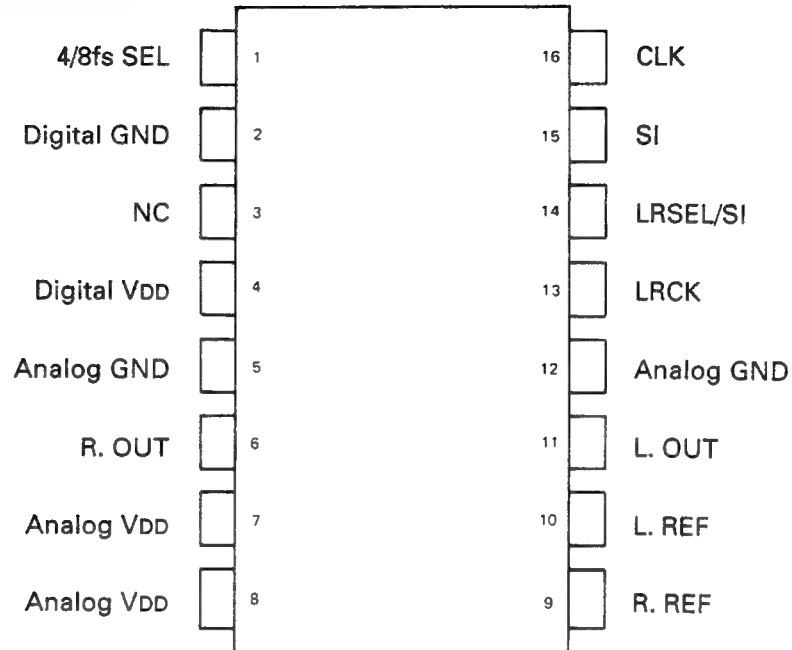 4/8fs SEL 1 16 CLK
Digital GND 2 15 SI
NC 3 14 LRSEL/SI
Digital VDD 4 13 LRCK
Analog GND 5 12 Analog GND
R. OUT 6 11 L. OUT
Analog VDD 7 10 L. REF
Analog VDD 8 9 R. REF